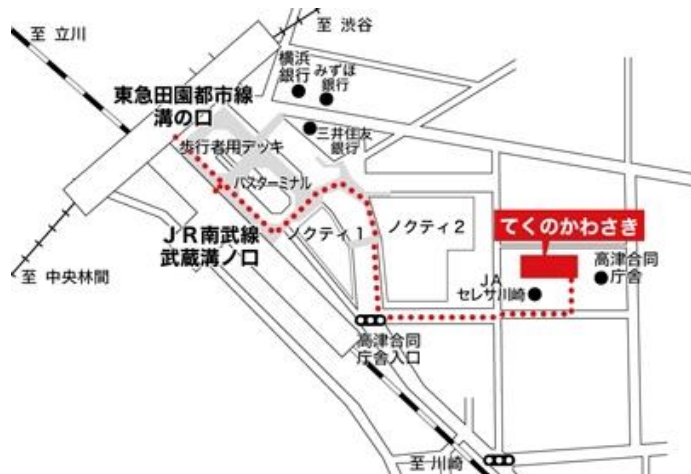 至 立川
至 渋谷
横浜
銀行
みずほ
銀行
東急田園都市線
溝の口
三井住友
銀行
歩行者用デッキ
バスターミナル
JR南武線
武蔵溝ノ口
ノクティ1
ノクティ2
てくのかわさき
高津合同
庁舎
JA
セレサ川崎
至 中央林間
高津合同
庁舎入口
至 川崎